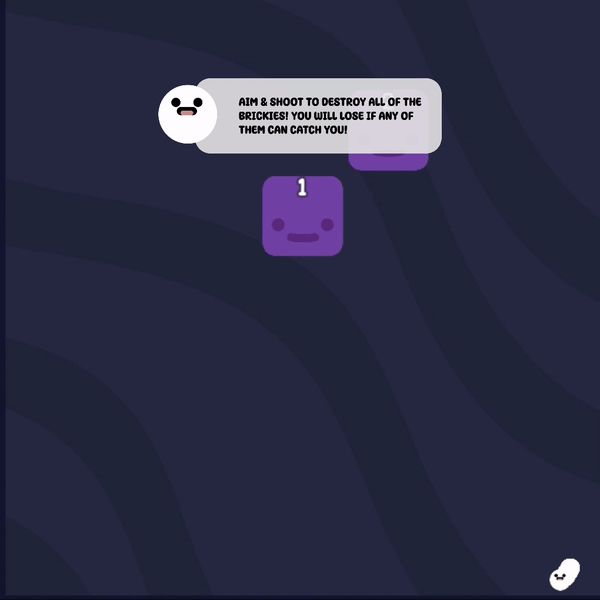 AIM & SHOOT TO DESTROY ALL OF THE
BRICKIES! YOU WILL LOSE IF ANY OF
THEM CAN CATCH YOU!
1